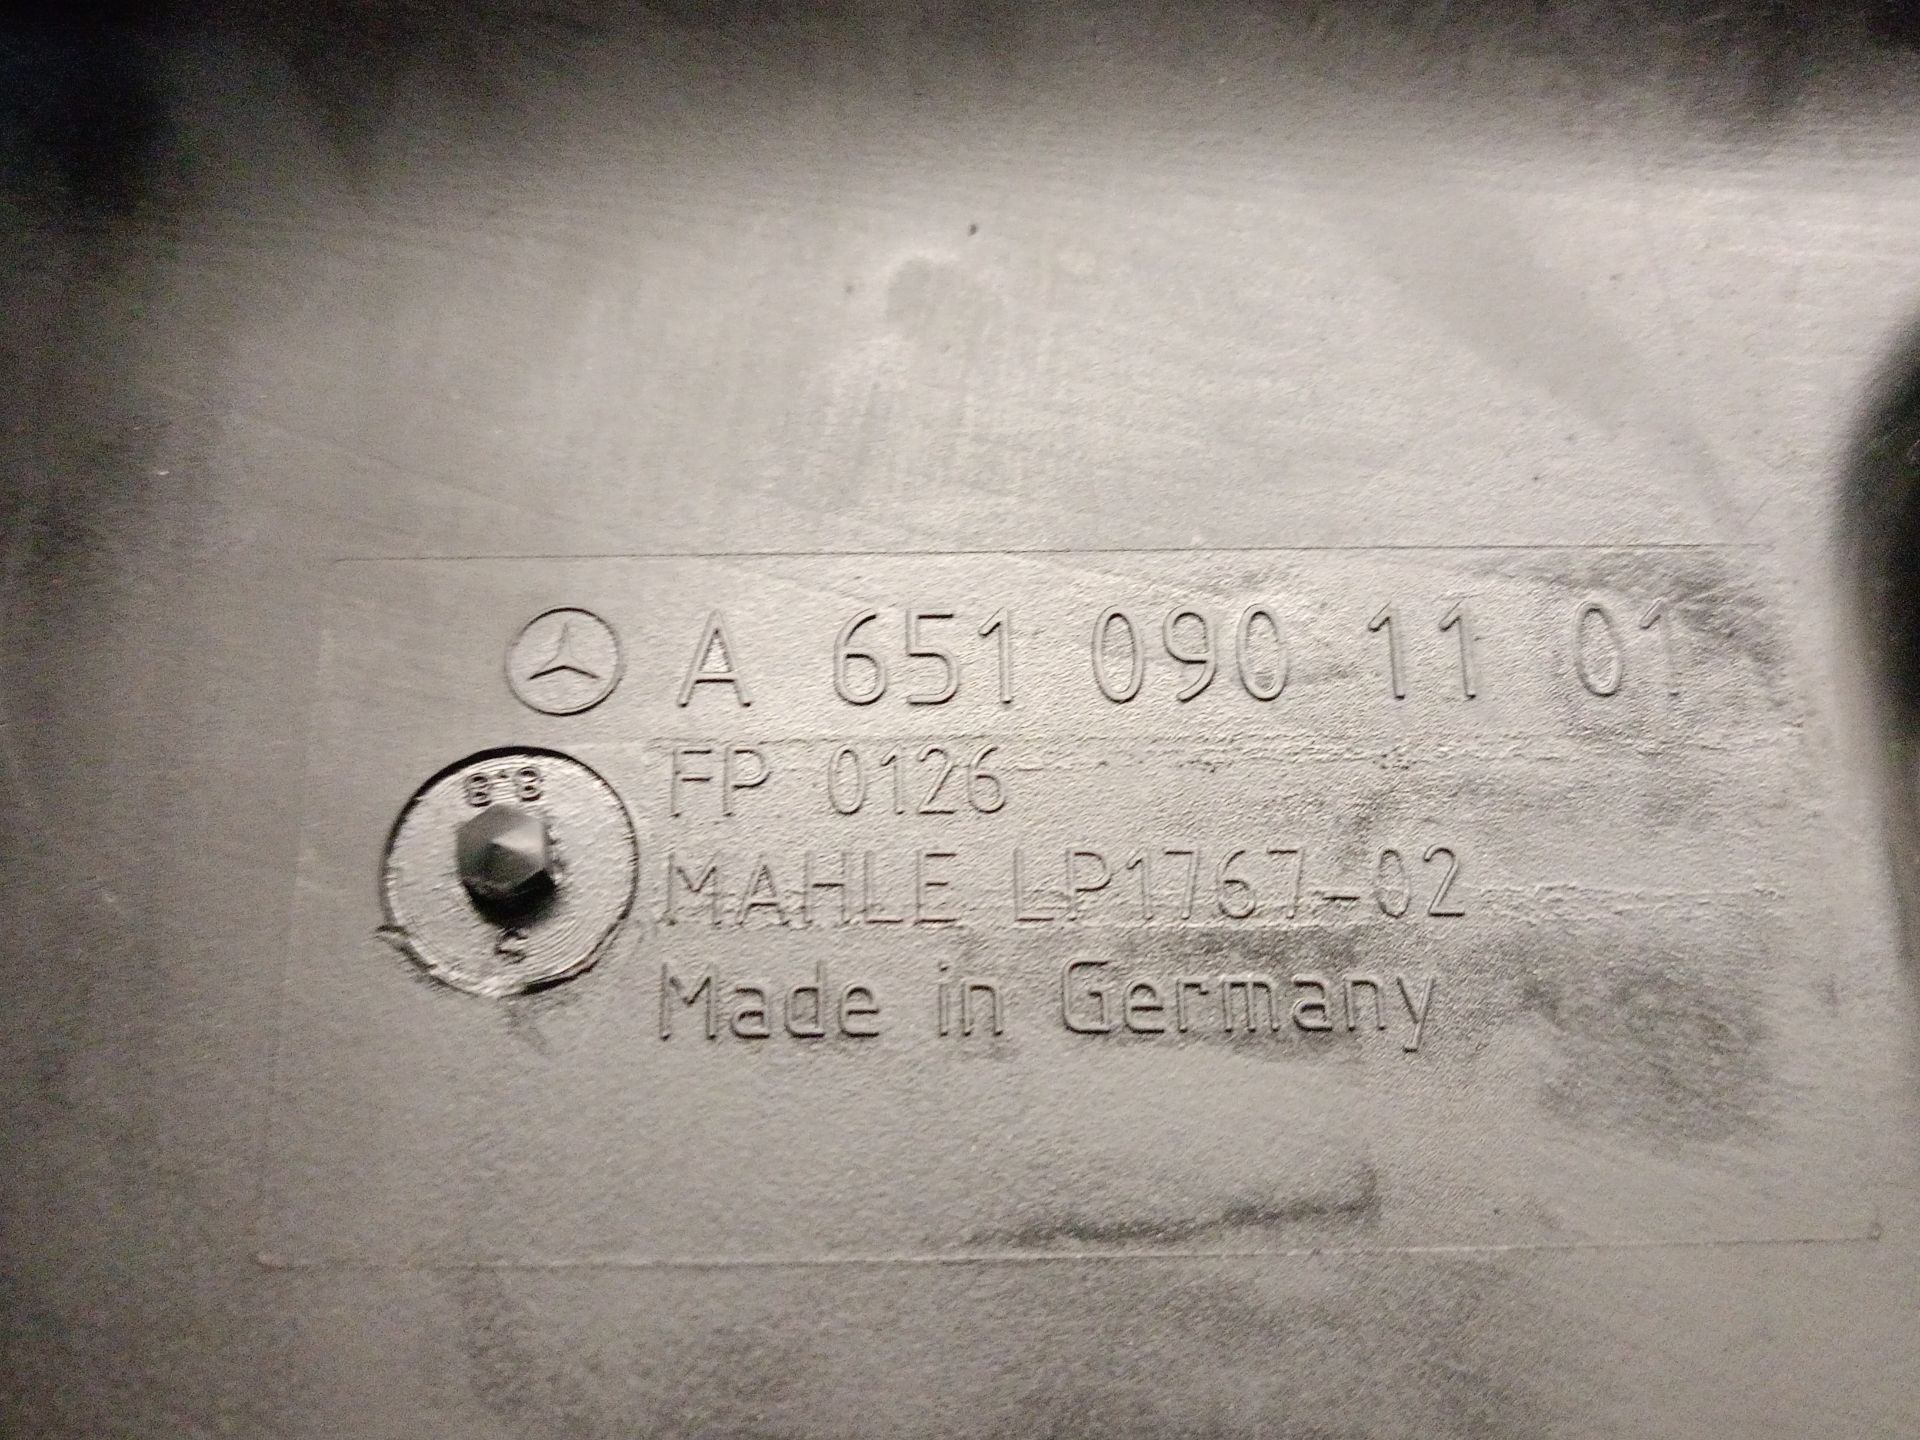 A 651 090 11 01
FP 0126
MAHLE LP1767-02
Made in Germany